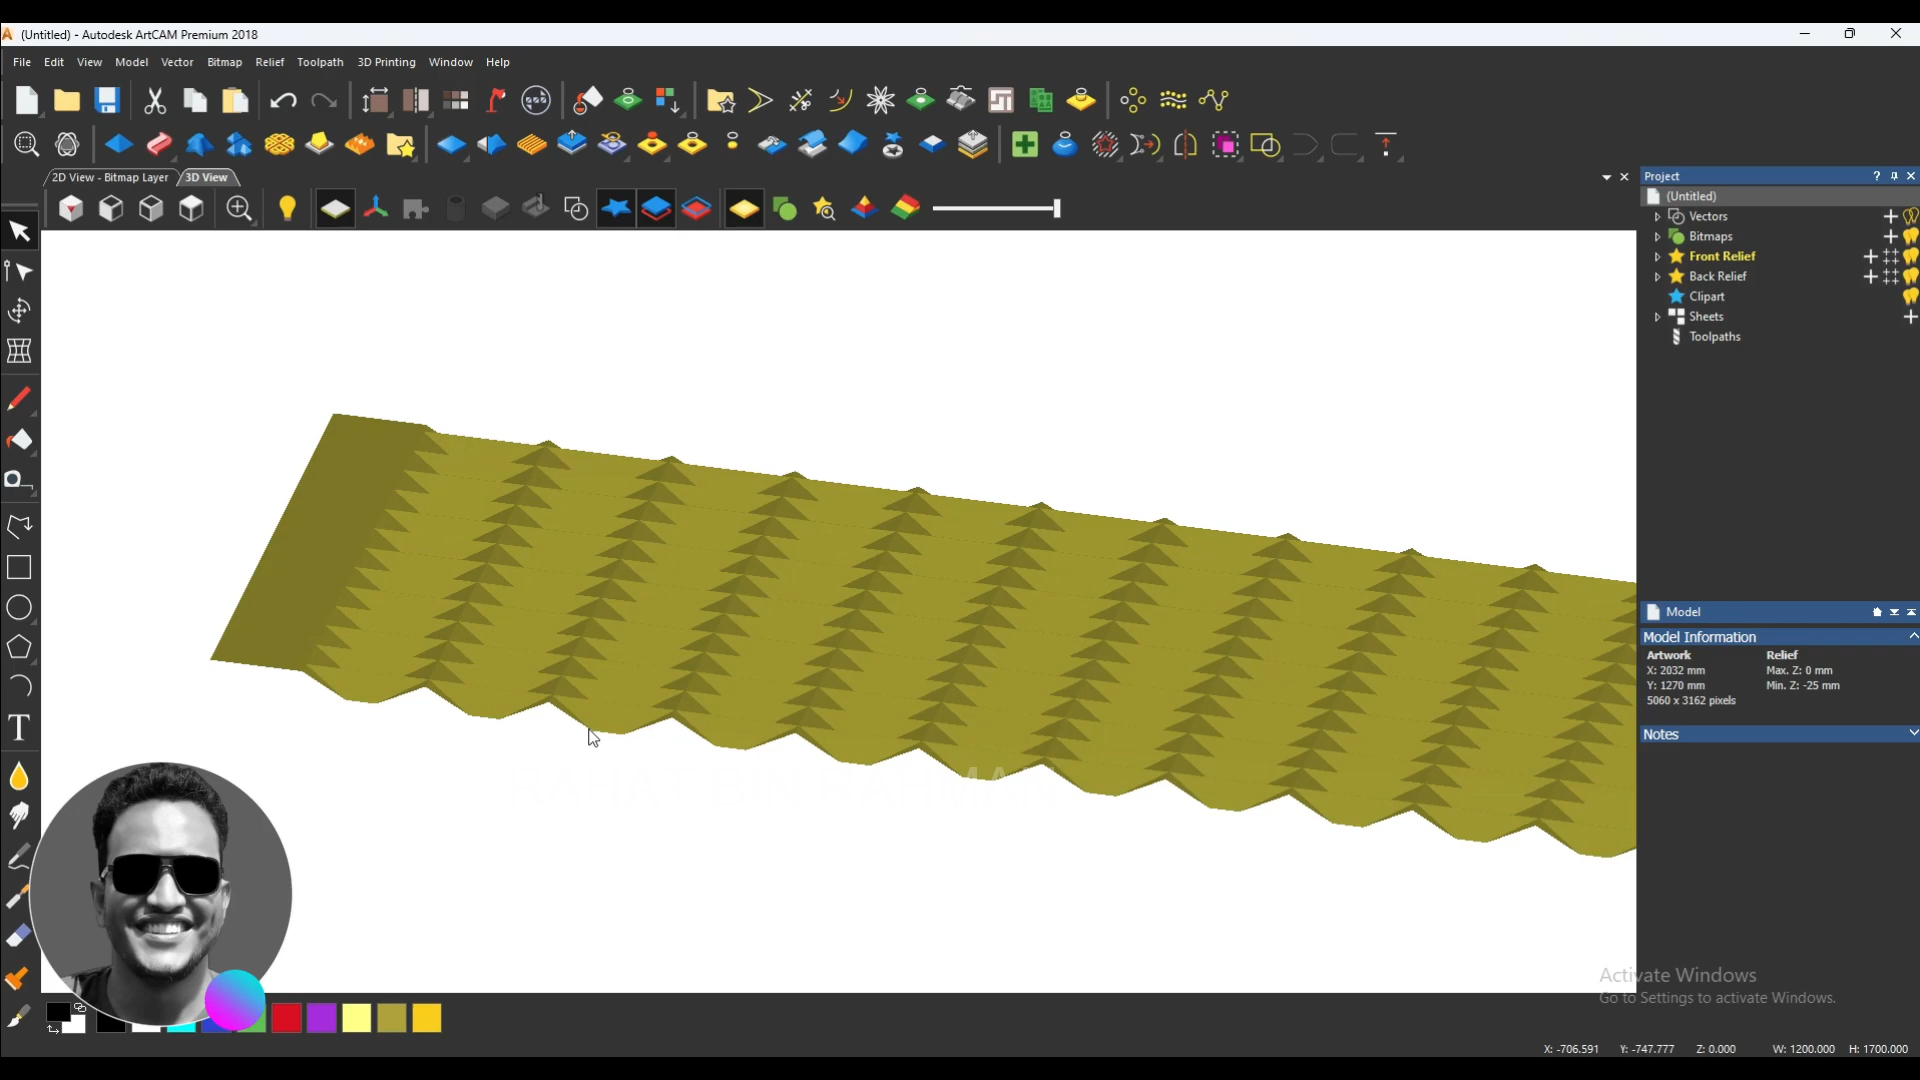 (Untitled) - Autodesk ArtCAM Premium 2018
File Edit View Model Vector Bitmap Relief Toolpath 3D Printing Window Help
2D View - Bitmap Layer 3D View
Project
(Untitled)
Vectors
Bitmaps
Front Relief
Back Relief
Clipart
Sheets
Toolpaths
Model
Model Information
Artwork Relief
X: 2032 mm Max. Z: 0 mm
Y: 1270 mm Min. Z: -25 mm
5060 x 3162 pixels
Notes
RAHAT BIN RAHMAN
Activate Windows
Go to Settings to activate Windows.
X: -706.591 Y: -747.777 Z: 0.000 W: 1200.000 H: 1700.000